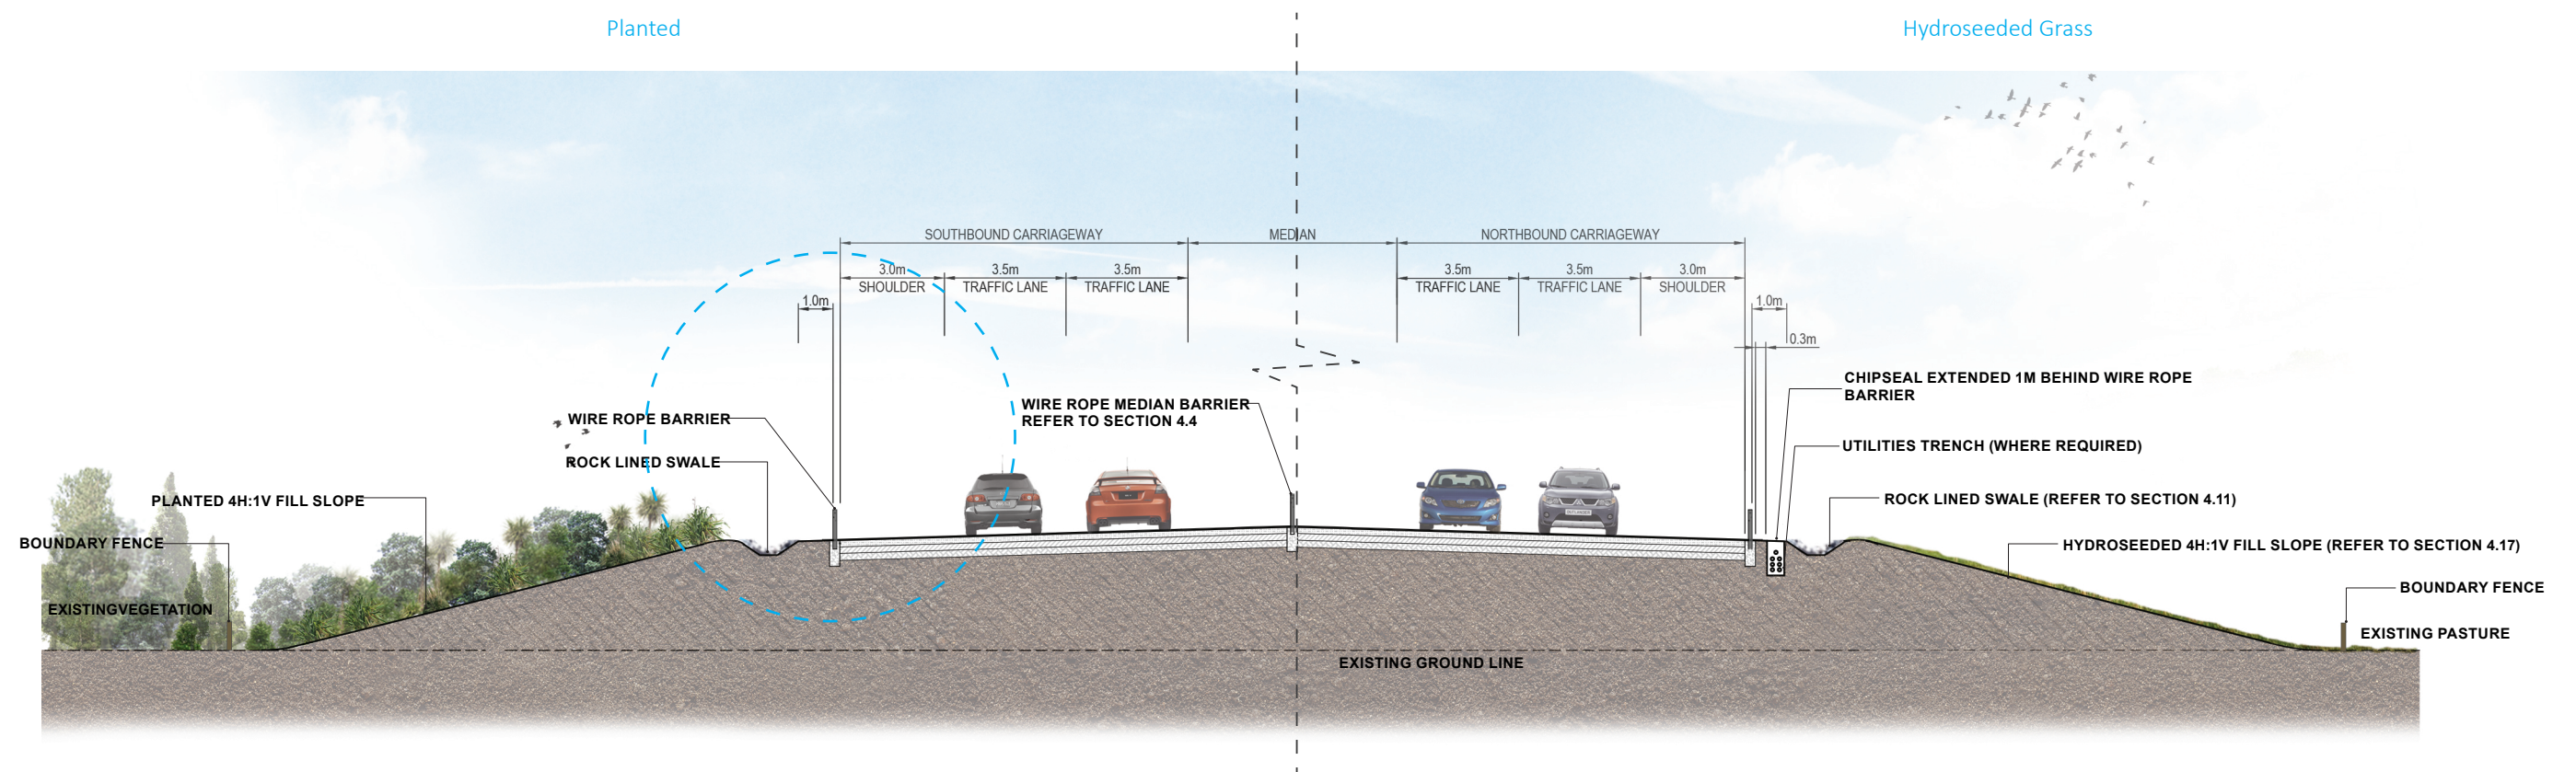 Planted
Hydroseeded Grass
SOUTHBOUND CARRIAGEWAY
MEDIAN
NORTHBOUND CARRIAGEWAY
3.0m
SHOULDER
3.5m
TRAFFIC LANE
3.5m
TRAFFIC LANE
3.5m
TRAFFIC LANE
3.5m
TRAFFIC LANE
3.0m
SHOULDER
1.0m
1.0m
0.3m
WIRE ROPE BARRIER
ROCK LINED SWALE
PLANTED 4H:1V FILL SLOPE
BOUNDARY FENCE
EXISTINGVEGETATION
WIRE ROPE MEDIAN BARRIER
REFER TO SECTION 4.4
CHIPSEAL EXTENDED 1M BEHIND WIRE ROPE
BARRIER
UTILITIES TRENCH (WHERE REQUIRED)
ROCK LINED SWALE (REFER TO SECTION 4.11)
HYDROSEEDED 4H:1V FILL SLOPE (REFER TO SECTION 4.17)
BOUNDARY FENCE
EXISTING PASTURE
EXISTING GROUND LINE
OUTLANDER